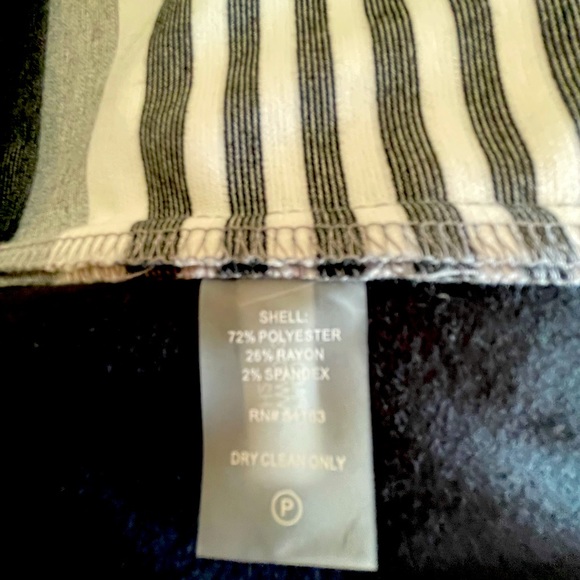 SHELL:
72% POLYESTER
26% RAYON
2% SPANDEX
RN#
DRY CLEAN ONLY
P